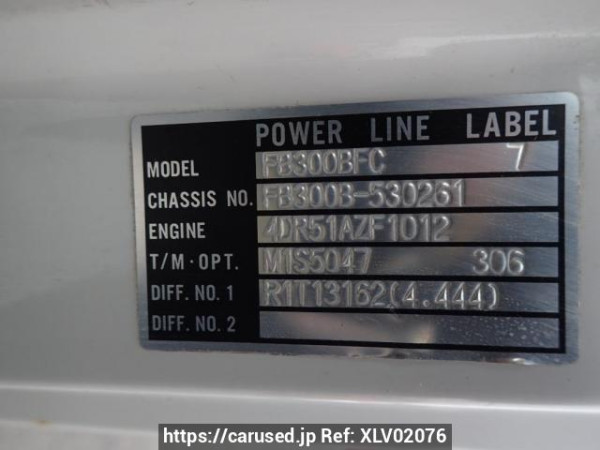 POWER LINE LABEL
MODEL FB300BFC 7
CHASSIS NO. FB300B-530261
ENGINE 4DR51AZF1012
T/M·OPT. M1S5047 306
DIFF. NO. 1 R1T13162(4.444)
DIFF. NO. 2
https://carused.jp Ref: XLV02076